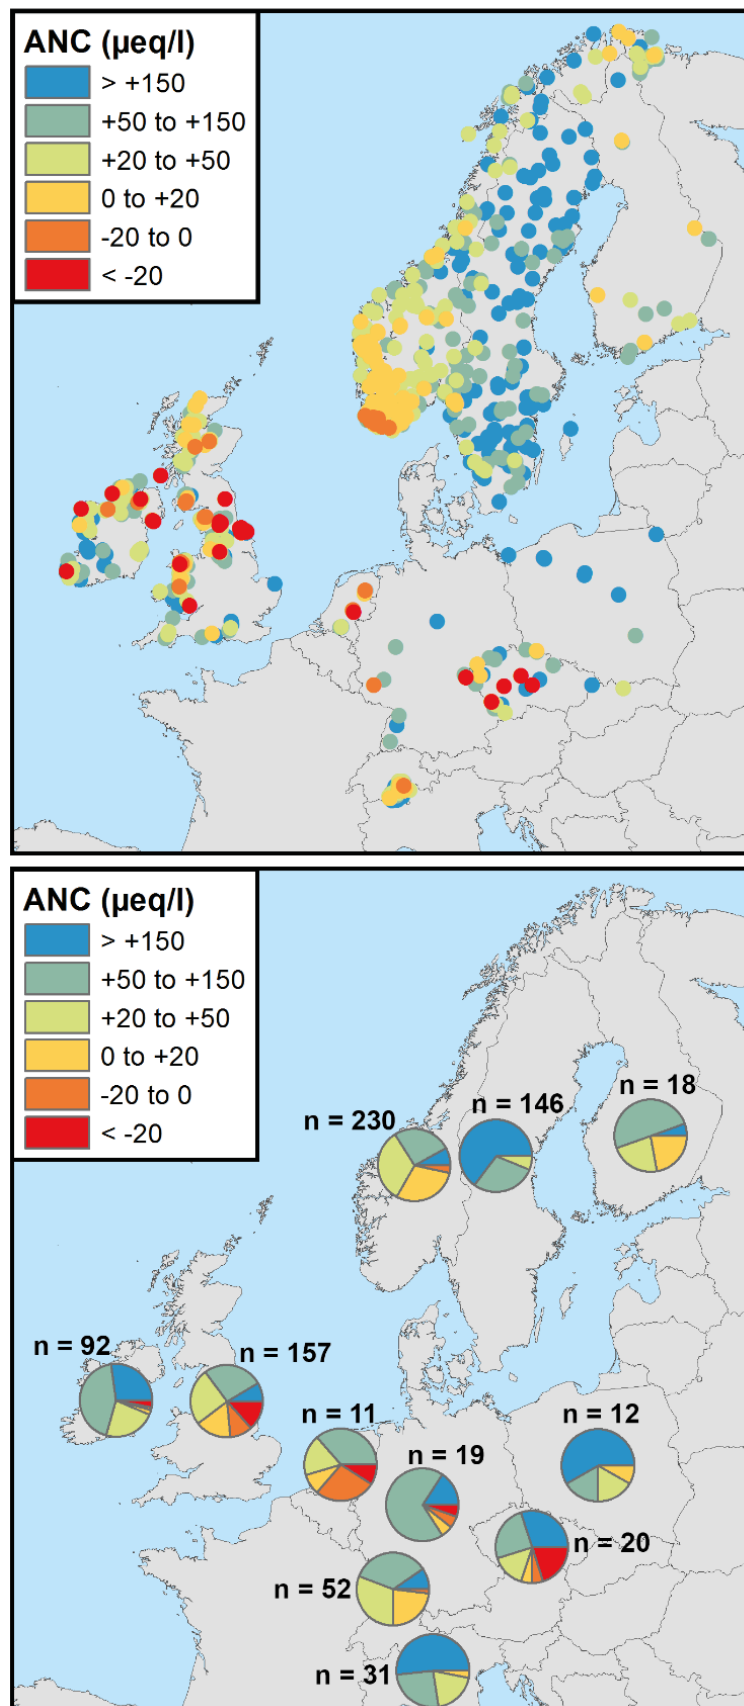 ANC (µeq/l)
> +150
+50 to +150
+20 to +50
0 to +20
-20 to 0
< -20
ANC (µeq/l)
> +150
+50 to +150
+20 to +50
0 to +20
-20 to 0
< -20
n = 18
n = 146
n = 230
n = 92
n = 157
n = 11
n = 12
n = 19
n = 20
n = 52
n = 31